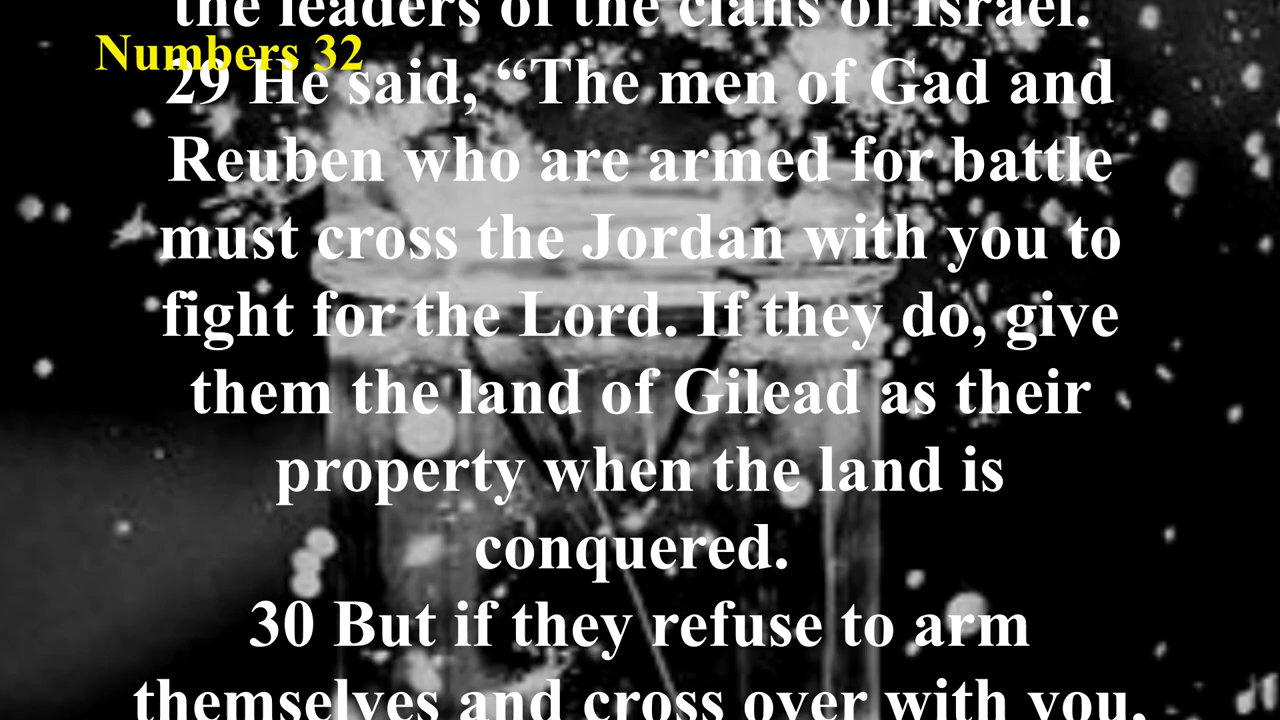 the leaders of the clans of Israel.
Numbers 32
29 He said, “The men of Gad and
Reuben who are armed for battle
must cross the Jordan with you to
fight for the Lord. If they do, give
them the land of Gilead as their
property when the land is
conquered.
30 But if they refuse to arm
themselves and cross over with you,